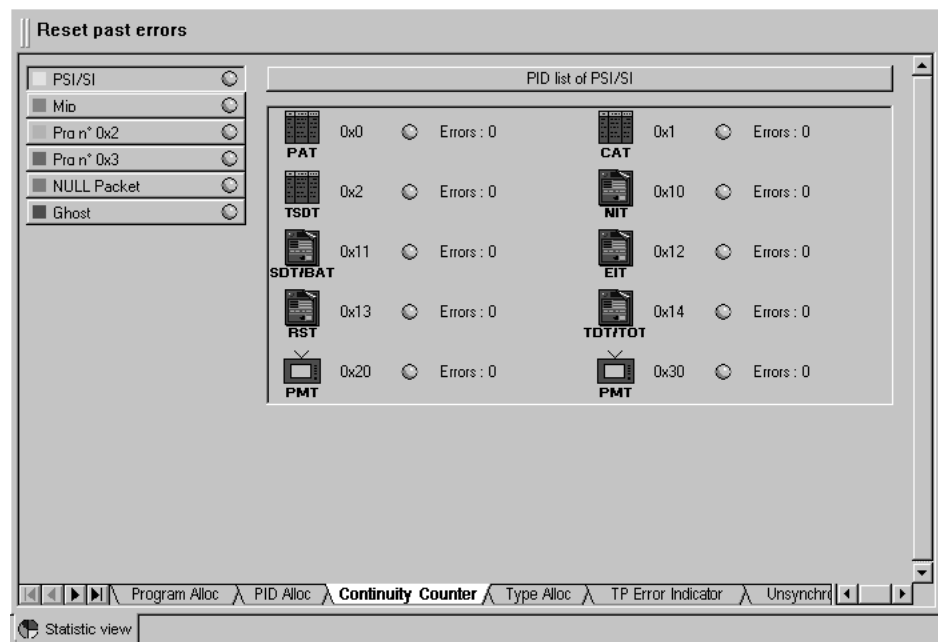 Reset past errors
PSI/SI
Mip
Prg n° 0x2
Prg n° 0x3
NULL Packet
Ghost
PID list of PSI/SI
PAT 0x0 Errors : 0
CAT 0x1 Errors : 0
TSDT 0x2 Errors : 0
NIT 0x10 Errors : 0
SDT/BAT 0x11 Errors : 0
EIT 0x12 Errors : 0
RST 0x13 Errors : 0
TDT/TOT 0x14 Errors : 0
PMT 0x20 Errors : 0
PMT 0x30 Errors : 0
Program Alloc PID Alloc Continuity Counter Type Alloc TP Error Indicator Unsynchro
Statistic view